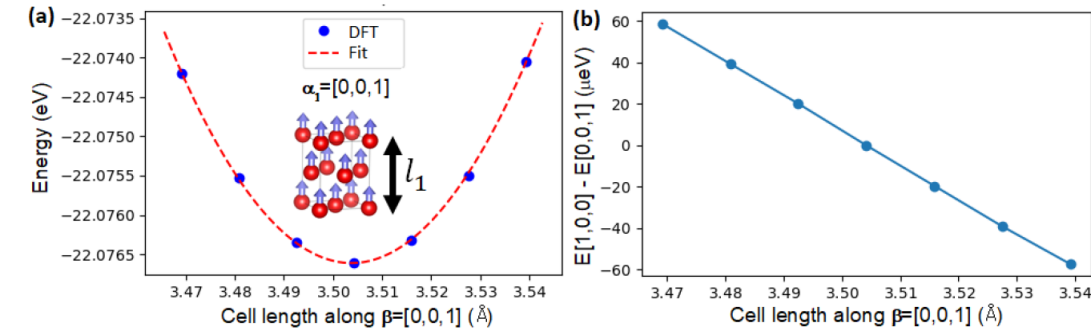 (a)
−22.0735
−22.0740
−22.0745
−22.0750
−22.0755
−22.0760
−22.0765
Energy (eV)
DFT
Fit
α₁=[0,0,1]
l₁
3.47 3.48 3.49 3.50 3.51 3.52 3.53 3.54
Cell length along β=[0,0,1] (Å)
(b)
60
40
20
0
−20
−40
−60
E[1,0,0] - E[0,0,1] (μeV)
3.47 3.48 3.49 3.50 3.51 3.52 3.53 3.54
Cell length along β=[0,0,1] (Å)